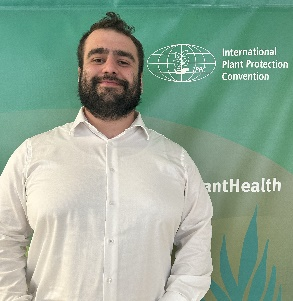 International
Plant Protection
Convention
antHealth